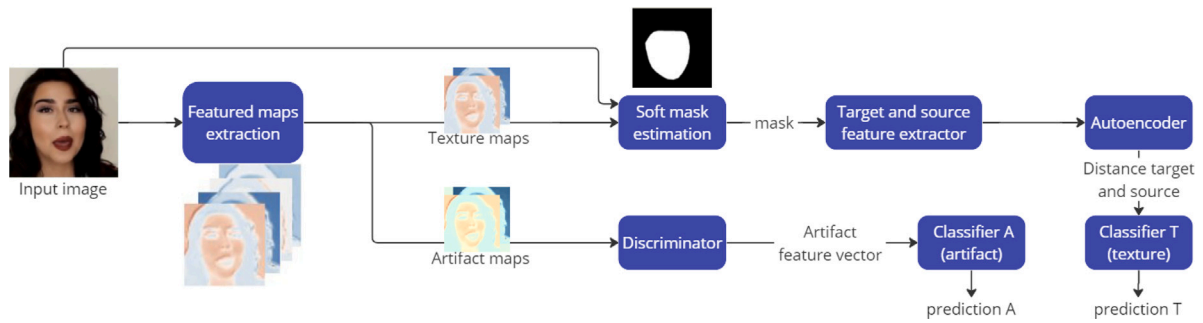 Input image
Featured maps
extraction
Texture maps
Artifact maps
Soft mask
estimation
mask
Target and source
feature extractor
Autoencoder
Distance target
and source
Discriminator
Artifact
feature vector
Classifier A
(artifact)
Classifier T
(texture)
prediction A
prediction T